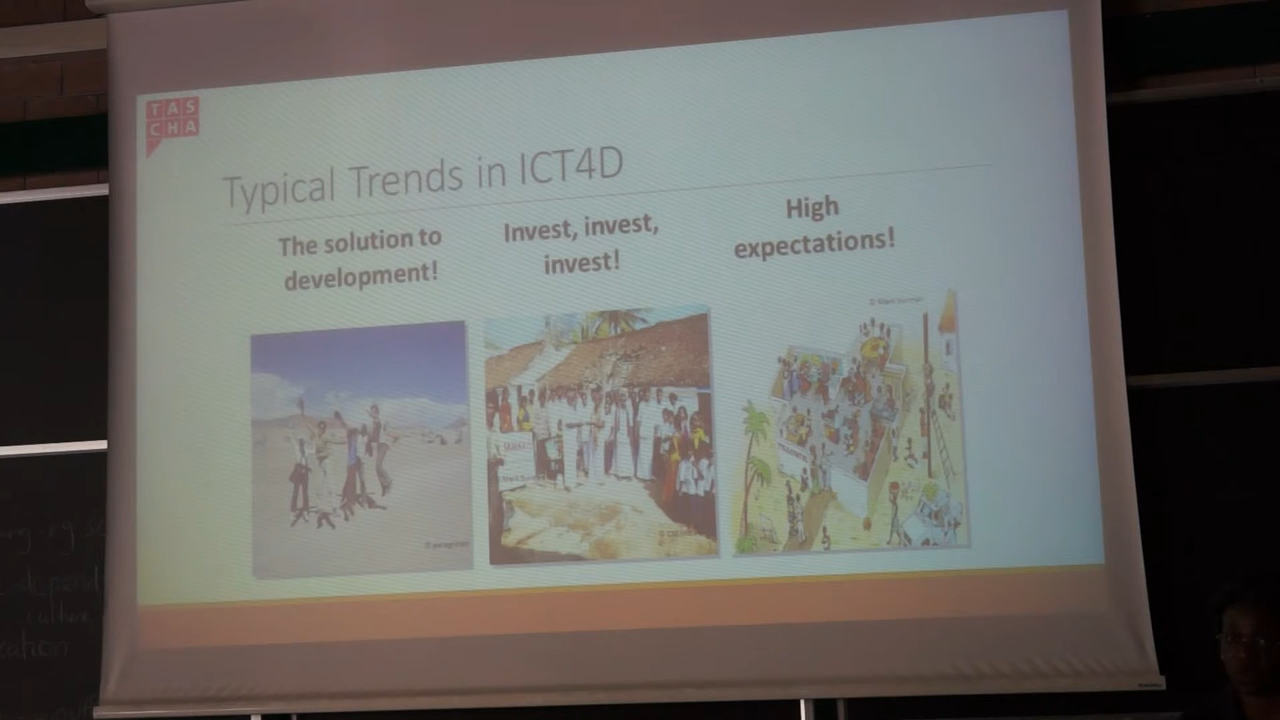 TAS
CHA
Typical Trends in ICT4D
The solution to
development!
Invest, invest,
invest!
High
expectations!